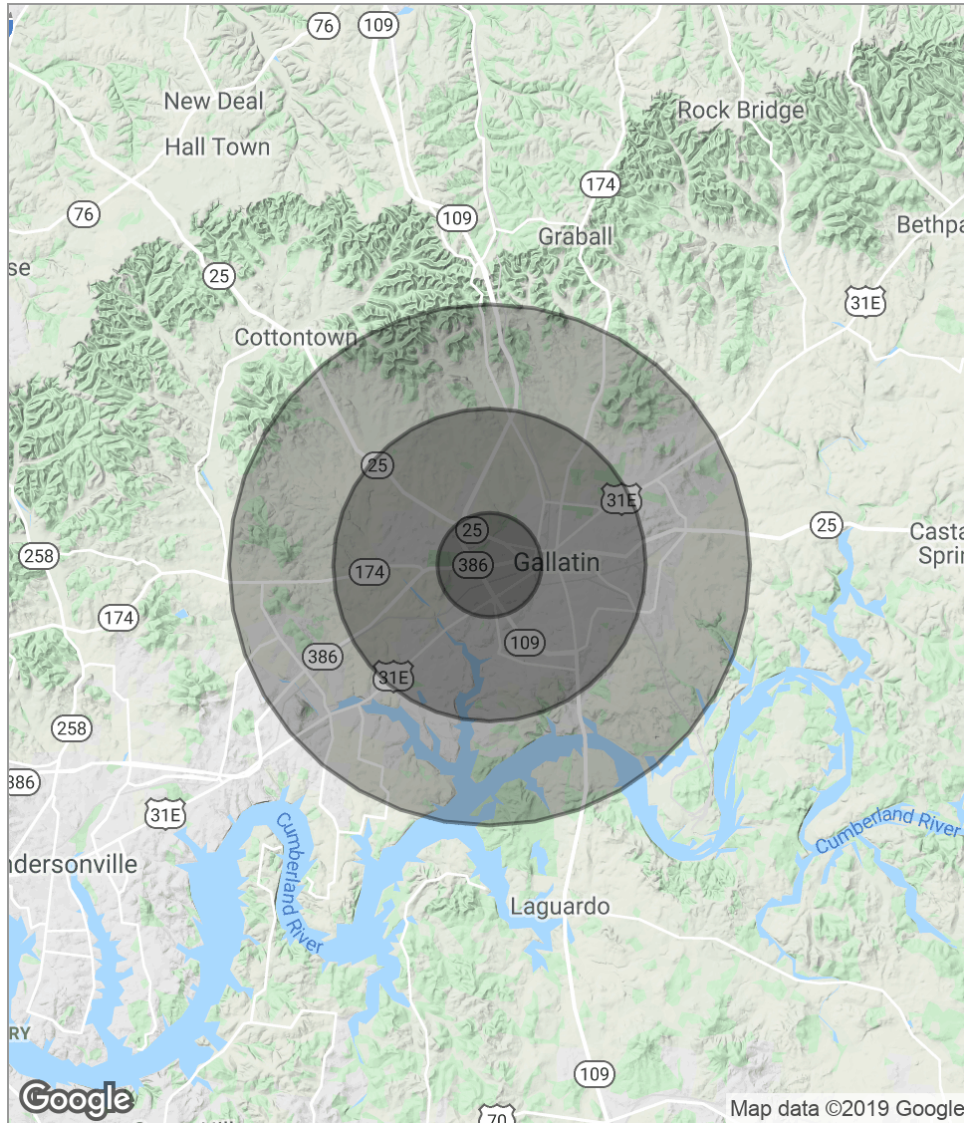 76
109
New Deal
Rock Bridge
Hall Town
174
76
109
Bethpa
Graball
se
25
31E
Cottontown
25
31E
25
25
Casta
Sprin
258
386
Gallatin
174
174
109
386
31E
258
386
31E
Cumberland River
Cumberland River
ndersonville
Laguardo
RY
109
Google
70
Map data ©2019 Google